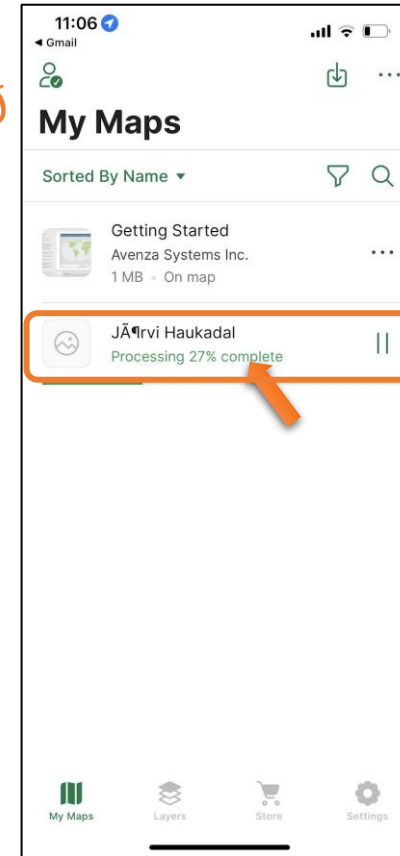 11:06
◄ Gmail
My Maps
Sorted By Name ▼
Getting Started
Avenza Systems Inc.
1 MB • On map
JÃ¶rvi Haukadal
Processing 27% complete
My Maps
Layers
Store
Settings